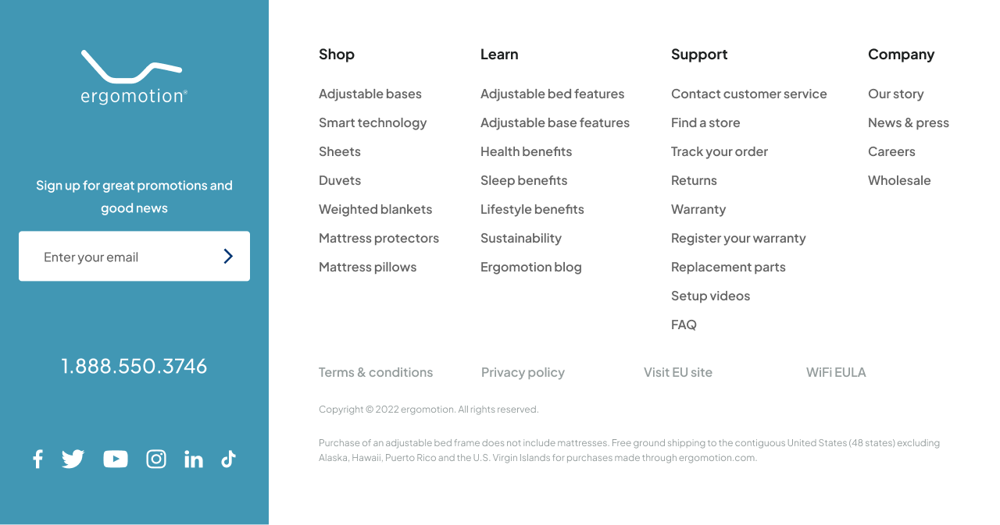 ergomotion®
Sign up for great promotions and
good news
Enter your email
1.888.550.3746
Shop
Adjustable bases
Smart technology
Sheets
Duvets
Weighted blankets
Mattress protectors
Mattress pillows
Learn
Adjustable bed features
Adjustable base features
Health benefits
Sleep benefits
Lifestyle benefits
Sustainability
Ergomotion blog
Support
Contact customer service
Find a store
Track your order
Returns
Warranty
Register your warranty
Replacement parts
Setup videos
FAQ
Company
Our story
News & press
Careers
Wholesale
Terms & conditions
Privacy policy
Visit EU site
WiFi EULA
Copyright © 2022 ergomotion. All rights reserved.
Purchase of an adjustable bed frame does not include mattresses. Free ground shipping to the contiguous United States (48 states) excluding
Alaska, Hawaii, Puerto Rico and the U.S. Virgin Islands for purchases made through ergomotion.com.